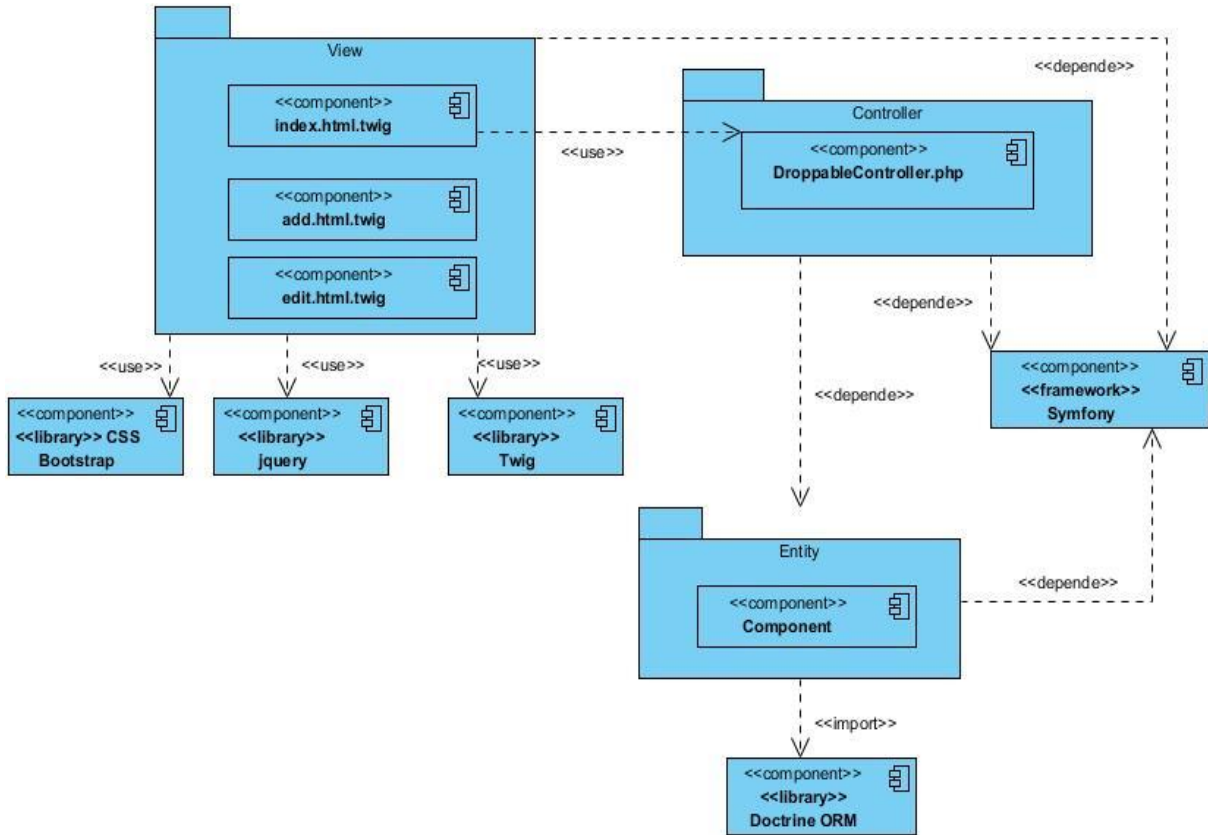 View
<<component>>
index.html.twig
<<component>>
add.html.twig
<<component>>
edit.html.twig
<<use>>
<<depende>>
Controller
<<component>>
DroppableController.php
<<use>>
<<use>>
<<use>>
<<component>>
<<library>> CSS
Bootstrap
<<component>>
<<library>>
jquery
<<component>>
<<library>>
Twig
<<depende>>
<<depende>>
<<component>>
<<framework>>
Symfony
Entity
<<component>>
Component
<<depende>>
<<import>>
<<component>>
<<library>>
Doctrine ORM